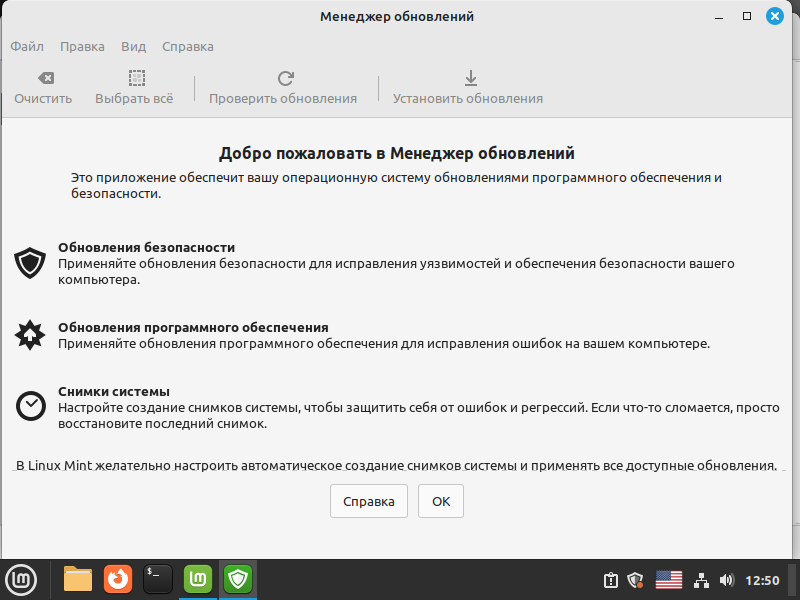 Менеджер обновлений
Файл Правка Вид Справка
Очистить Выбрать всё Проверить обновления Установить обновления
Добро пожаловать в Менеджер обновлений
Это приложение обеспечит вашу операционную систему обновлениями программного обеспечения и
безопасности.
Обновления безопасности
Применяйте обновления безопасности для исправления уязвимостей и обеспечения безопасности вашего
компьютера.
Обновления программного обеспечения
Применяйте обновления программного обеспечения для исправления ошибок на вашем компьютере.
Снимки системы
Настройте создание снимков системы, чтобы защитить себя от ошибок и регрессий. Если что-то сломается, просто
восстановите последний снимок.
В Linux Mint желательно настроить автоматическое создание снимков системы и применять все доступные обновления.
Справка OK
12:50